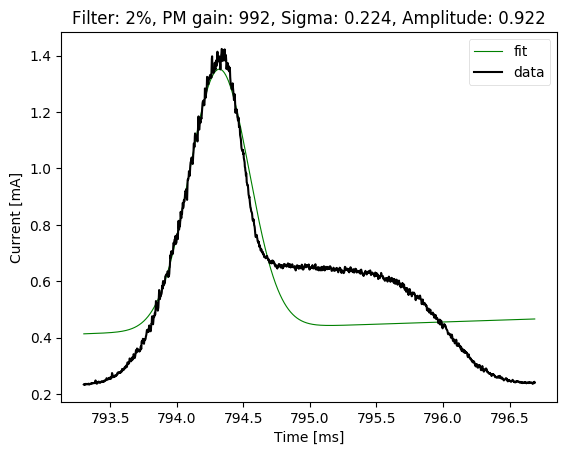 Filter: 2%, PM gain: 992, Sigma: 0.224, Amplitude: 0.922
fit
data
1.4
1.2
1.0
0.8
0.6
0.4
0.2
Current [mA]
793.5 794.0 794.5 795.0 795.5 796.0 796.5
Time [ms]